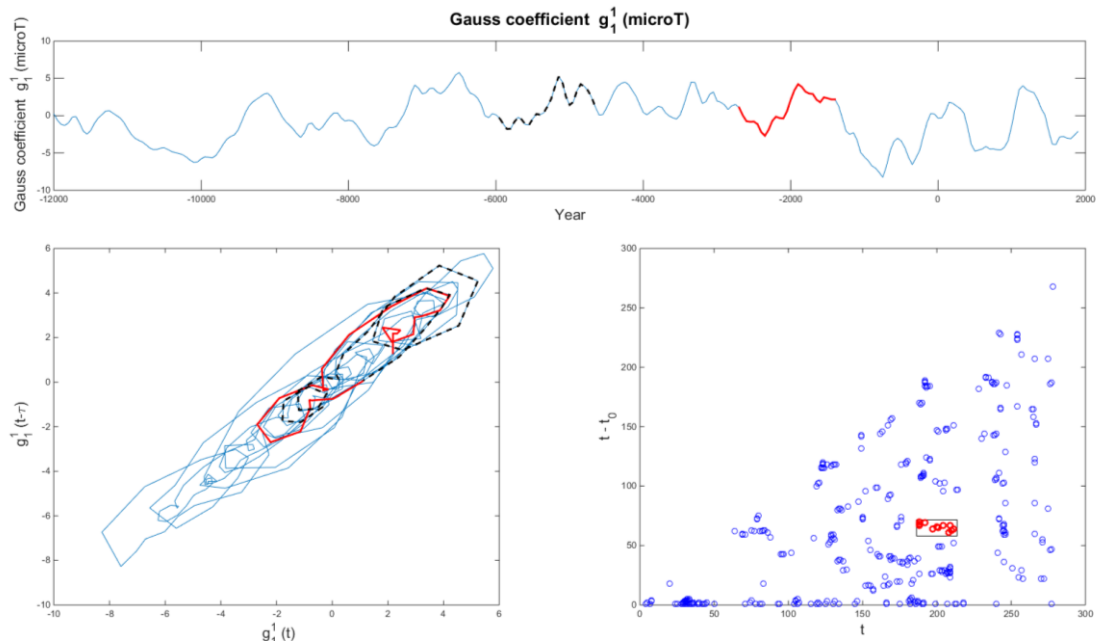 Gauss coefficient g₁¹ (microT)
Gauss coefficient g₁¹ (microT)
10
5
0
-5
-10
-12000 -10000 -8000 -6000 -4000 -2000 0 2000
Year
g₁¹ (t-τ)
6
4
2
0
-2
-4
-6
-8
-10
-10 -8 -6 -4 -2 0 2 4 6
g₁¹ (t)
t - t₀
300
250
200
150
100
50
0
0 50 100 150 200 250 300
t